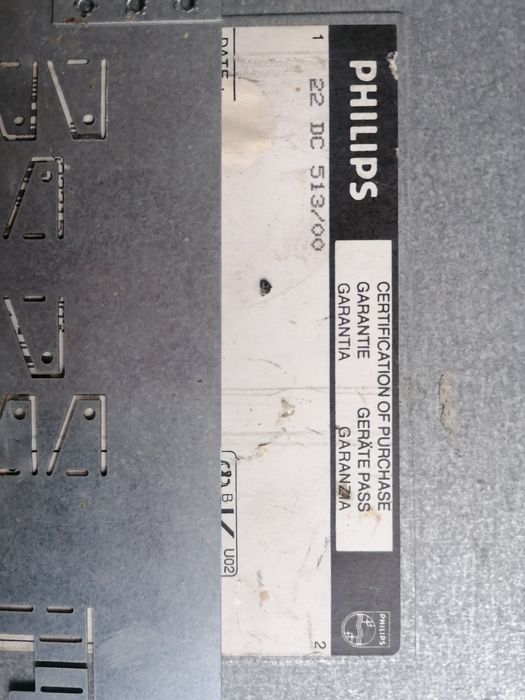 PHILIPS
CERTIFICATION OF PURCHASE
GARANTIE GERÄTE PASS
GARANTIA GARANZIA
PHILIPS
1 2
22 DC 513/00
DATE
B
U02